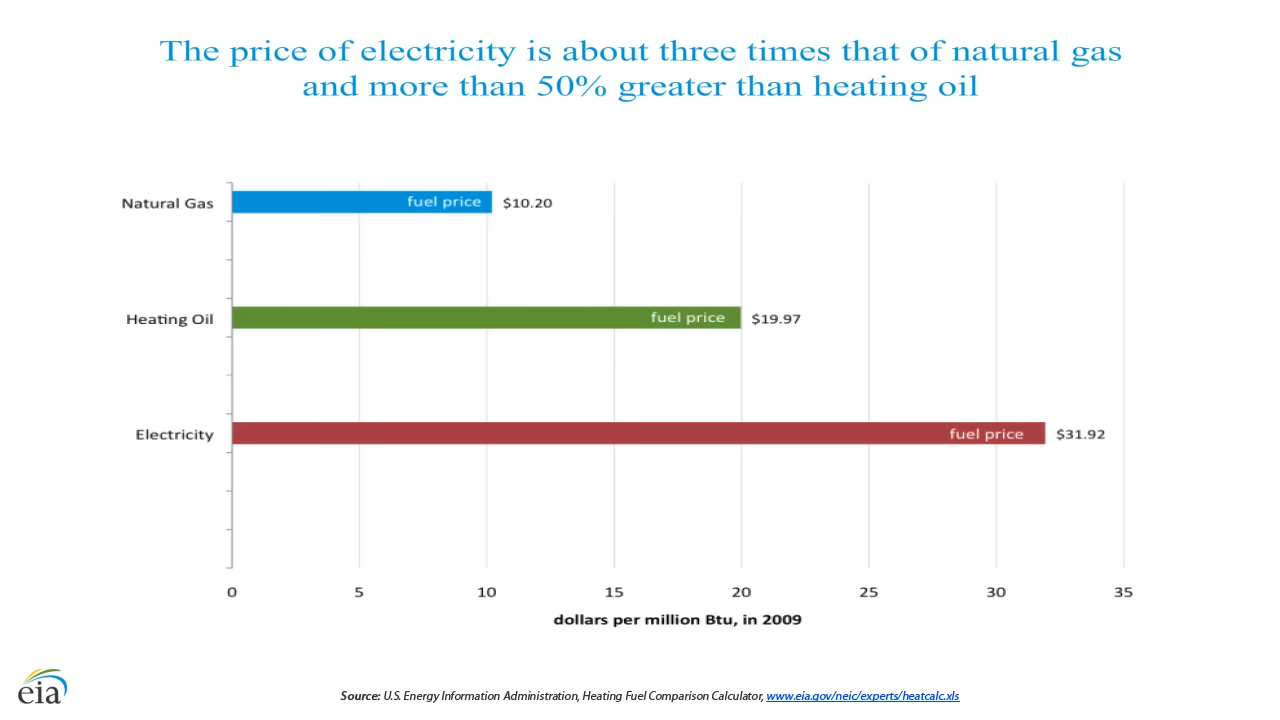 The price of electricity is about three times that of natural gas
and more than 50% greater than heating oil
Natural Gas
fuel price
$10.20
Heating Oil
fuel price
$19.97
Electricity
fuel price
$31.92
0 5 10 15 20 25 30 35
dollars per million Btu, in 2009
eia
Source: U.S. Energy Information Administration, Heating Fuel Comparison Calculator, www.eia.gov/neic/experts/heatcalc.xls